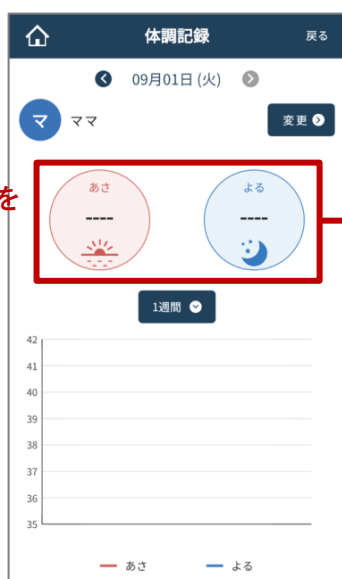 体調記録
戻る
09月01日 (火)
マ
ママ
変更
を
あさ
よる
----
----
1週間
42
41
40
39
38
37
36
35
あさ
よる